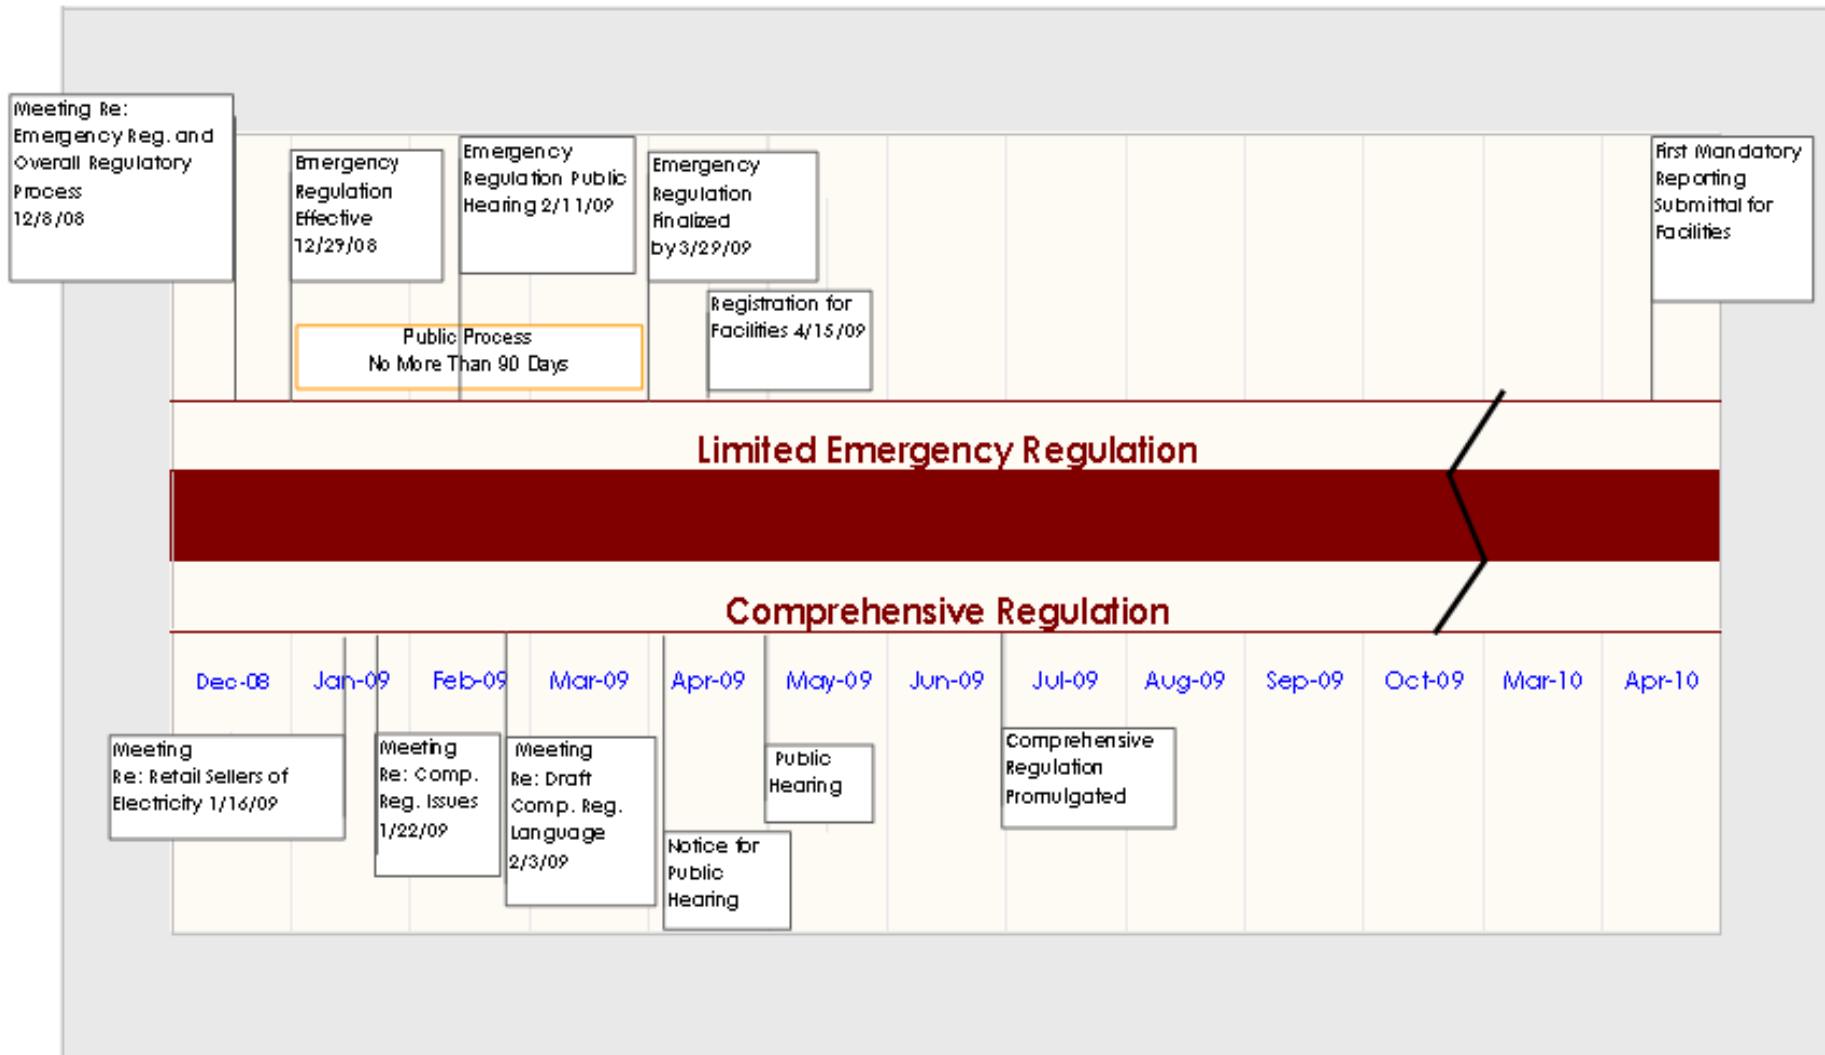 Meeting Re:
Emergency Reg. and
Overall Regulatory
Process
12/8/08
Emergency
Regulation
Effective
12/29/08
Emergency
Regulation Public
Hearing 2/11/09
Emergency
Regulation
Finalized
by 3/29/09
First Mandatory
Reporting
Submittal for
Facilities
Registration for
Facilities 4/15/09
Public Process
No More Than 90 Days
Limited Emergency Regulation
Comprehensive Regulation
Dec-08 Jan-09 Feb-09 Mar-09 Apr-09 May-09 Jun-09 Jul-09 Aug-09 Sep-09 Oct-09 Mar-10 Apr-10
Meeting
Re: Retail Sellers of
Electricity 1/16/09
Meeting
Re: Comp.
Reg. Issues
1/22/09
Meeting
Re: Draft
Comp. Reg.
Language
2/3/09
Notice for
Public
Hearing
Public
Hearing
Comprehensive
Regulation
Promulgated